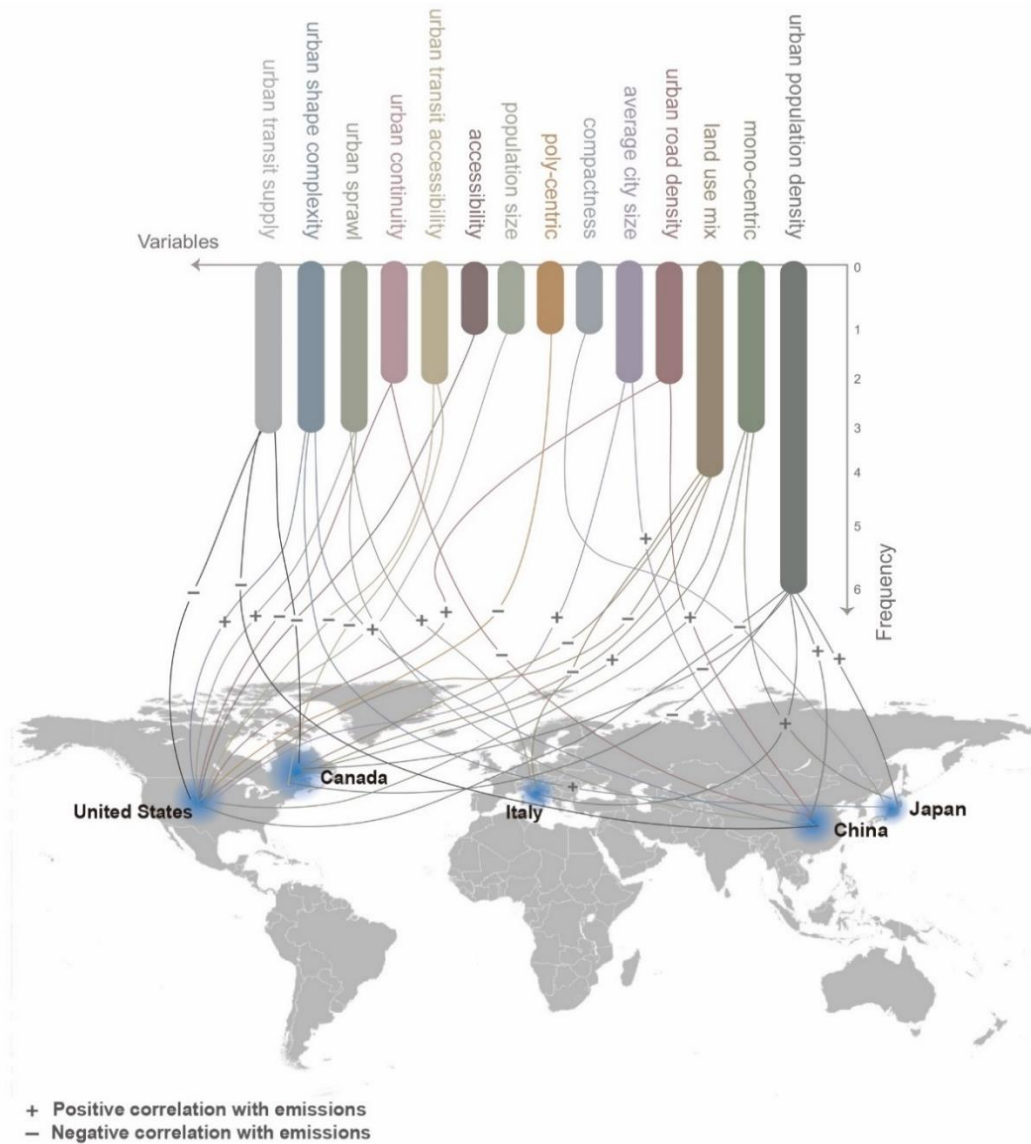 urban transit supply
urban shape complexity
urban sprawl
urban continuity
urban transit accessibility
accessibility
population size
poly-centric
compactness
average city size
urban road density
land use mix
mono-centric
urban population density
Variables
0
1
2
3
4
5
6
Frequency
Canada
United States
Italy
Japan
China
+ Positive correlation with emissions
− Negative correlation with emissions